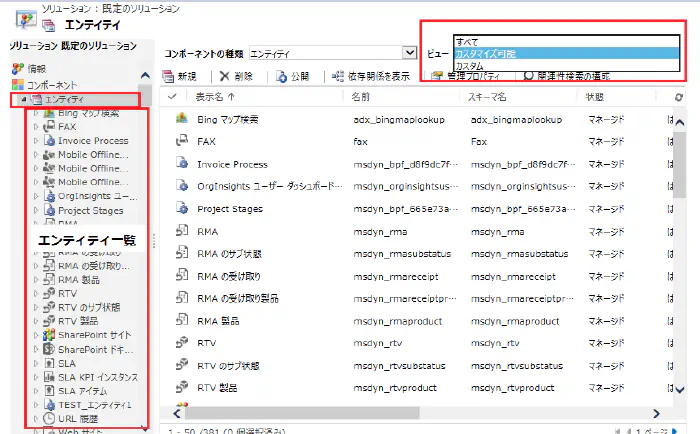 ソリューション : 既定のソリューション
エンティティ
ソリューション 既定のソリューション
情報
コンポーネント
エンティティ
Bing マップ検索
FAX
Invoice Process
Mobile Offline...
Mobile Offline...
Mobile Offline...
OrgInsights ユー...
Project Stages
RMA
エンティティ一覧
RMA の受け取り
RMA の受け取り...
RMA 製品
RTV
RTV のサブ状態
RTV 製品
SharePoint サイト
SharePoint ドキ...
SLA
SLA KPI インスタンス
SLA アイテム
TEST_エンティティ1
URL 履歴
Web サイト
コンポーネントの種類 エンティティ
ビュー
すべて
カスタマイズ可能
カスタム
新規 削除 公開 依存関係を表示 管理プロパティ 関連性検索の構成
表示名 ↑ 名前 スキーマ名 状態
Bing マップ検索 adx_bingmaplookup adx_bingmaplookup マネージド は
FAX fax Fax マネージド は
Invoice Process msdyn_bpf_d8f9dc7f… msdyn_bpf_d8f9dc7f… マネージド は
OrgInsights ユーザー ダッシュボード… msdyn_orginsightsus… msdyn_orginsightsus… マネージド は
Project Stages msdyn_bpf_665e73a… msdyn_bpf_665e73a… マネージド は
RMA msdyn_rma msdyn_rma マネージド は
RMA のサブ状態 msdyn_rmasubstatus msdyn_rmasubstatus マネージド は
RMA の受け取り msdyn_rmareceipt msdyn_rmareceipt マネージド は
RMA の受け取り製品 msdyn_rmareceiptpr… msdyn_rmareceiptpr… マネージド は
RMA 製品 msdyn_rmaproduct msdyn_rmaproduct マネージド は
RTV msdyn_rtv msdyn_rtv マネージド は
RTV のサブ状態 msdyn_rtvsubstatus msdyn_rtvsubstatus マネージド は
RTV 製品 msdyn_rtvproduct msdyn_rtvproduct マネージド は
1 - 50 /381 (0 個選択済み) 1 ページ